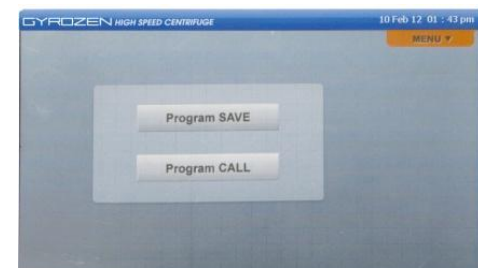 GYROZEN HIGH SPEED CENTRIFUGE 10 Feb 12 01 : 43 pm
MENU ▼
Program SAVE
Program CALL